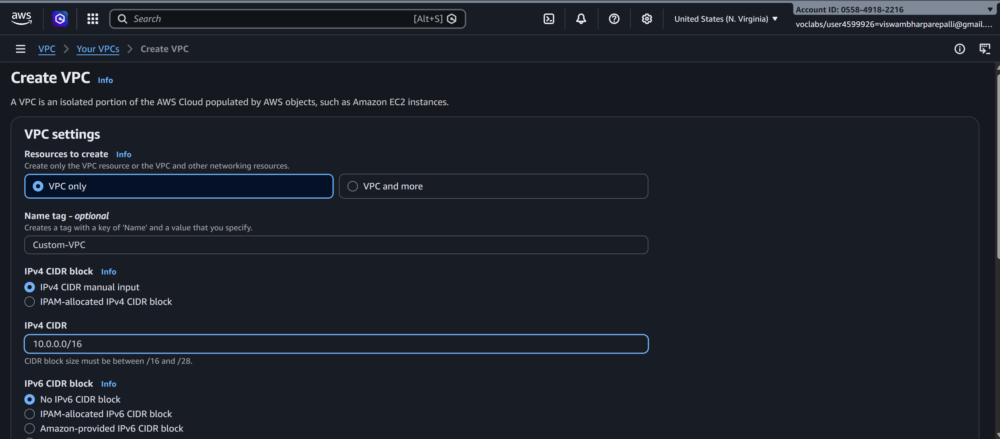 aws
Search [Alt+S]
United States (N. Virginia)
Account ID: 0558-4918-2216
voclabs/user4599926=viswambharparepalli@gmail....
VPC > Your VPCs > Create VPC
Create VPC Info
A VPC is an isolated portion of the AWS Cloud populated by AWS objects, such as Amazon EC2 instances.
VPC settings
Resources to create Info
Create only the VPC resource or the VPC and other networking resources.
VPC only
VPC and more
Name tag – optional
Creates a tag with a key of 'Name' and a value that you specify.
Custom-VPC
IPv4 CIDR block Info
IPv4 CIDR manual input
IPAM-allocated IPv4 CIDR block
IPv4 CIDR
10.0.0.0/16
CIDR block size must be between /16 and /28.
IPv6 CIDR block Info
No IPv6 CIDR block
IPAM-allocated IPv6 CIDR block
Amazon-provided IPv6 CIDR block